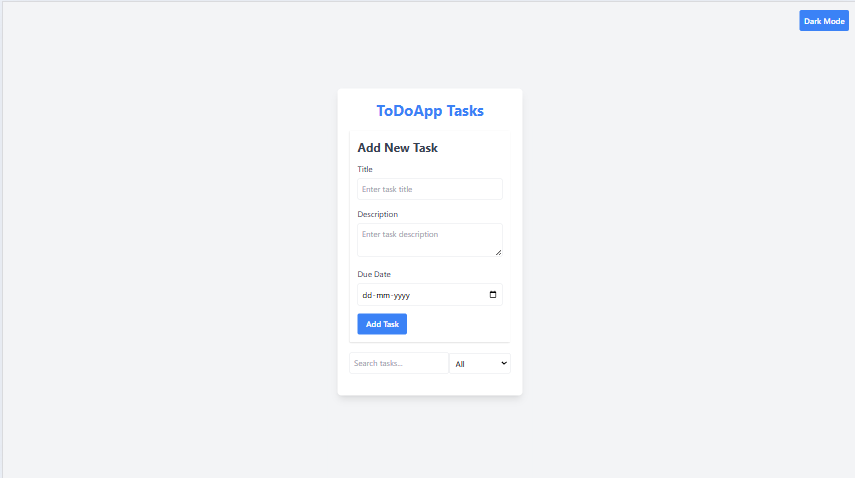 Dark Mode
ToDoApp Tasks
Add New Task
Title
Enter task title
Description
Enter task description
Due Date
dd-mm-yyyy
Add Task
Search tasks...
All